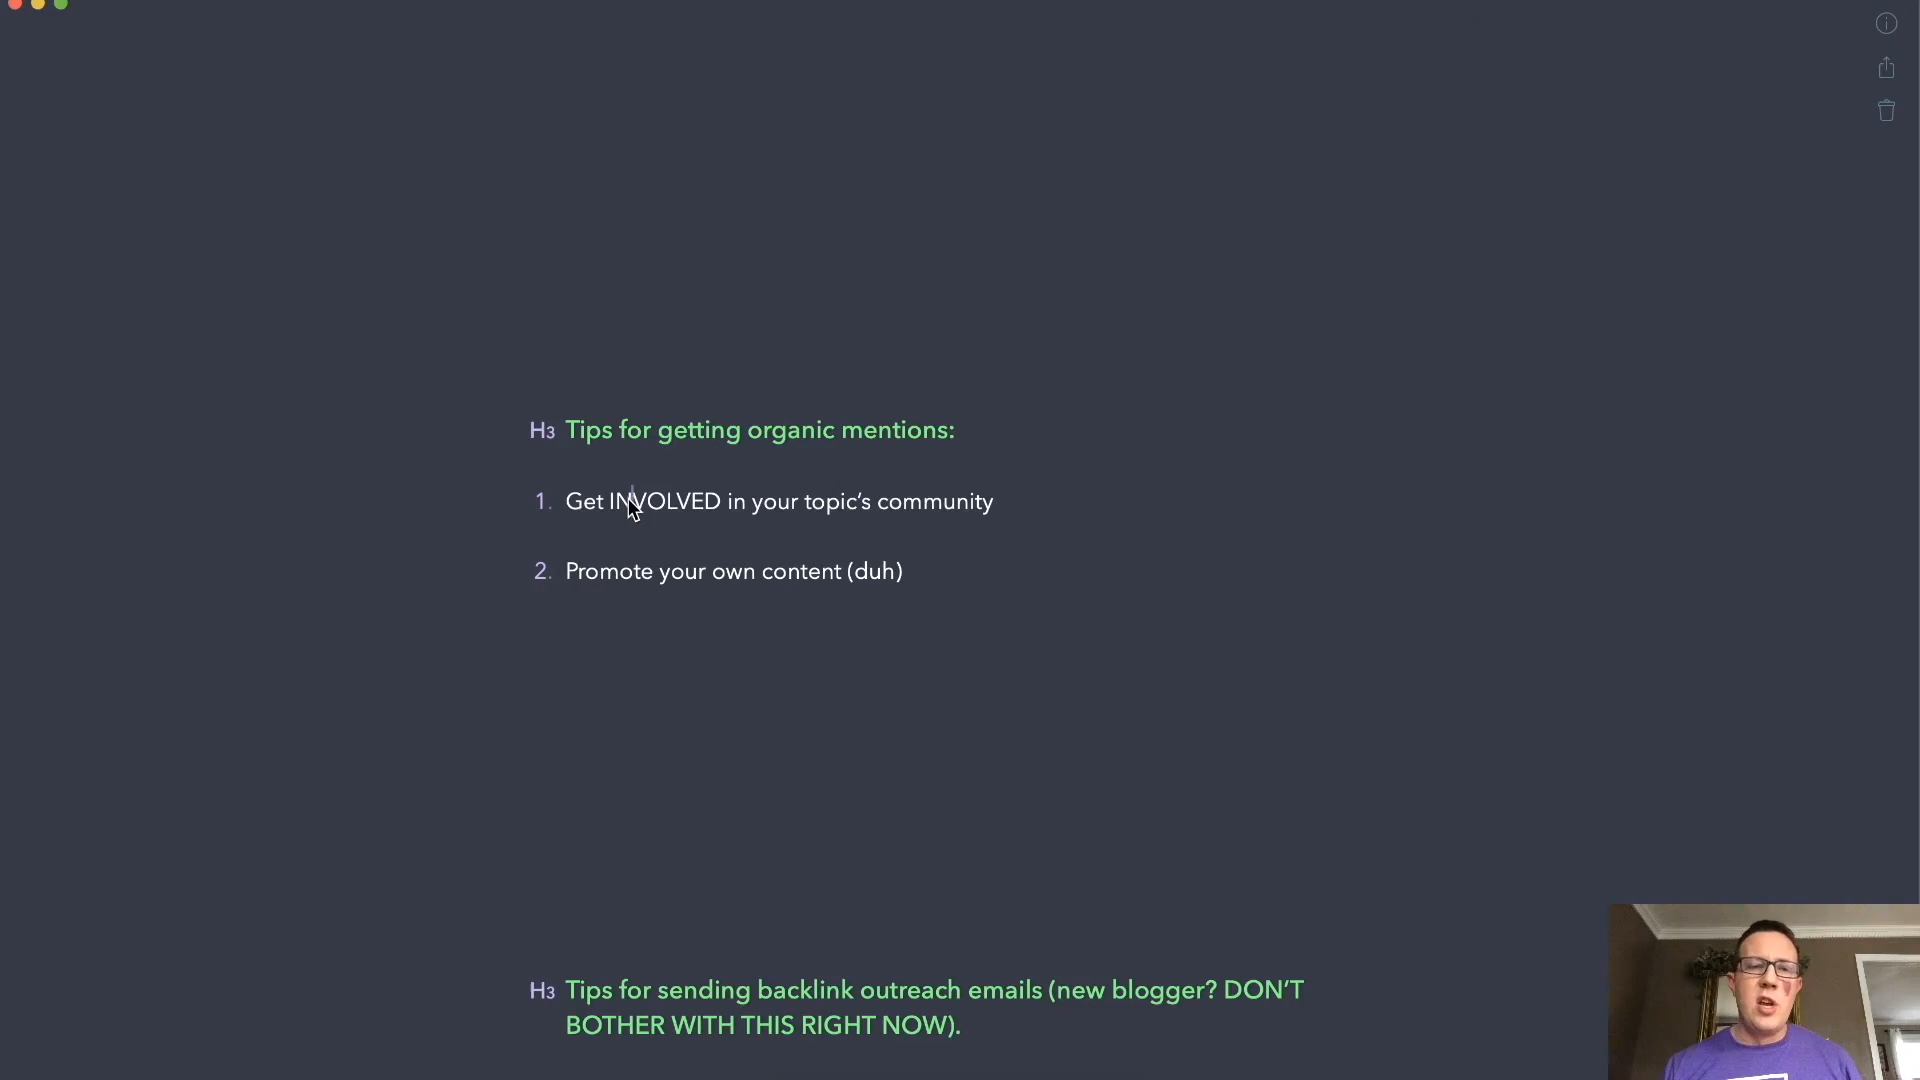 H3 Tips for getting organic mentions:
1. Get INVOLVED in your topic‘s community
2. Promote your own content (duh)
H3 Tips for sending backlink outreach emails (new blogger? DON’T
BOTHER WITH THIS RIGHT NOW).